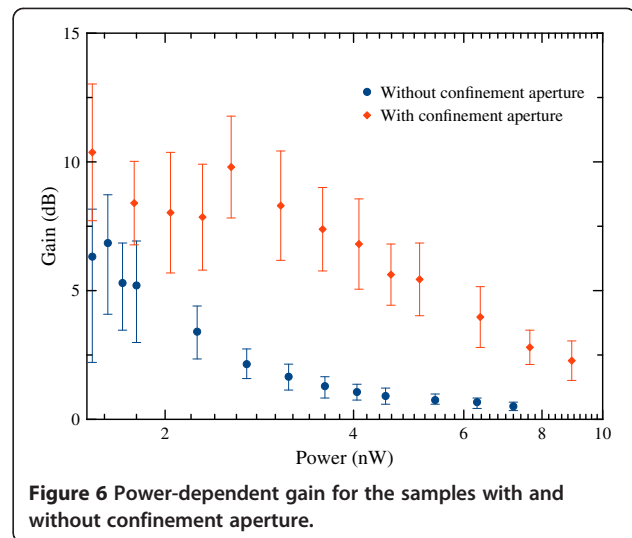 15
Without confinement aperture
With confinement aperture
10
Gain (dB)
5
0
2
4
6
8
10
Power (nW)
Figure 6 Power-dependent gain for the samples with and
without confinement aperture.